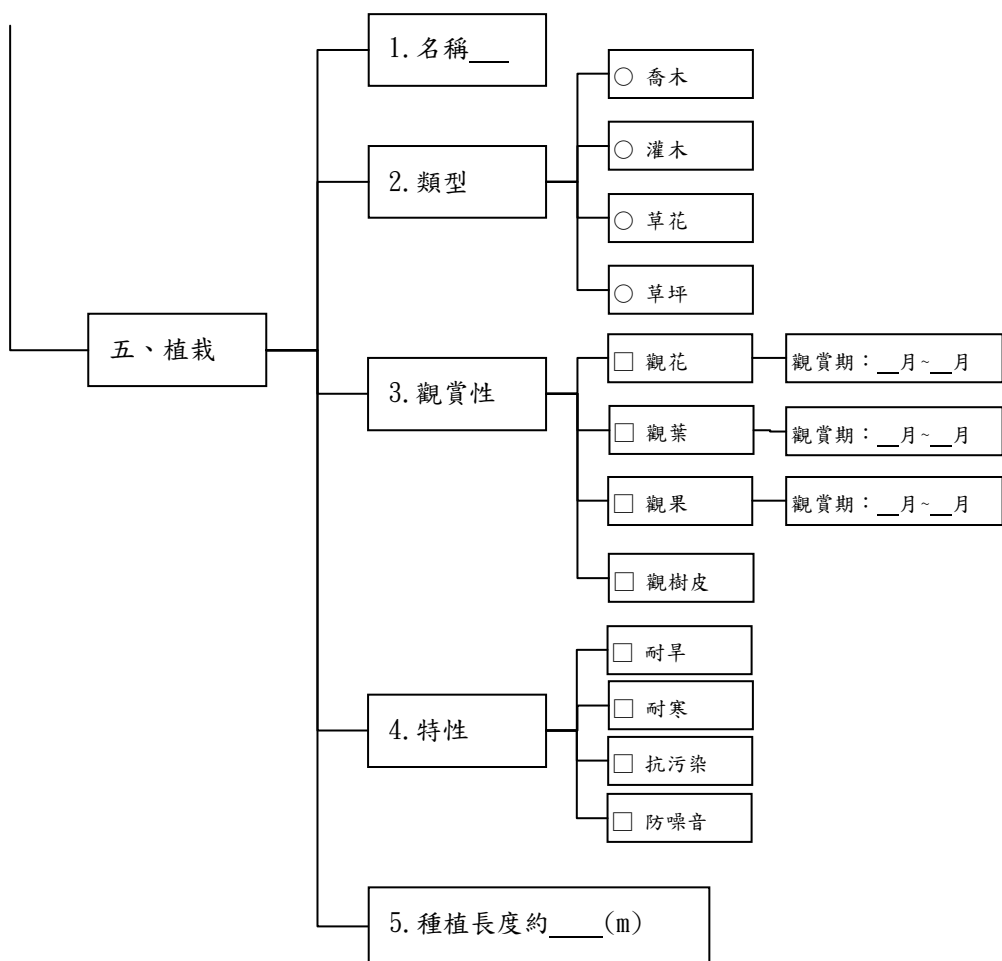 五、植栽
1.名稱___
2.類型
○ 喬木
○ 灌木
○ 草花
○ 草坪
3.觀賞性
□ 觀花
觀賞期：__月~__月
□ 觀葉
觀賞期：__月~__月
□ 觀果
觀賞期：__月~__月
□ 觀樹皮
4.特性
□ 耐旱
□ 耐寒
□ 抗污染
□ 防噪音
5.種植長度約____(m)